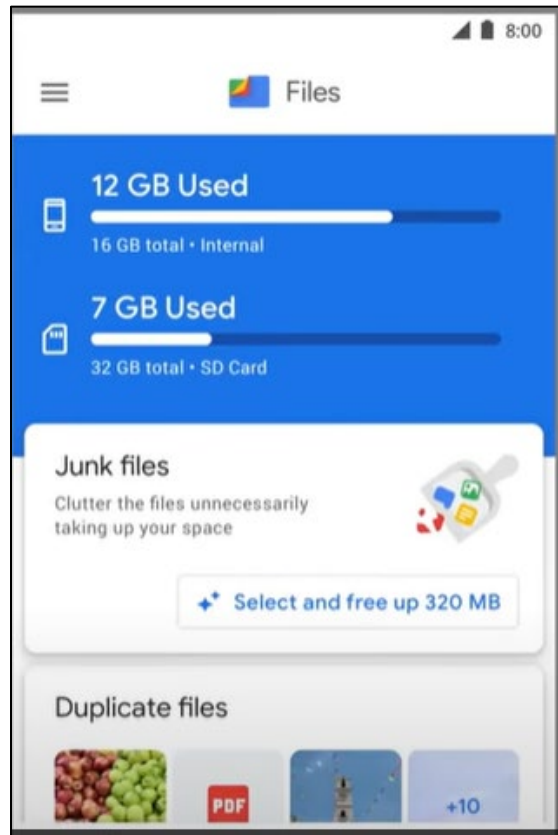 8:00
Files
12 GB Used
16 GB total • Internal
7 GB Used
32 GB total • SD Card
Junk files
Clutter the files unnecessarily
taking up your space
Select and free up 320 MB
Duplicate files
PDF
+10